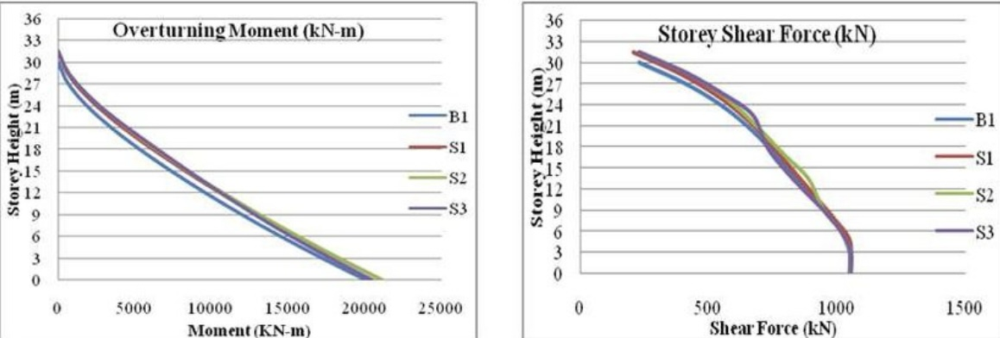 Overturning Moment (kN-m)
Storey Height (m)
36
33
30
27
24
21
18
15
12
9
6
3
0
0 5000 10000 15000 20000 25000
Moment (KN-m)
B1
S1
S2
S3
Storey Shear Force (kN)
Storey Height (m)
36
33
30
27
24
21
18
15
12
9
6
3
0
0 500 1000 1500
Shear Force (kN)
B1
S1
S2
S3